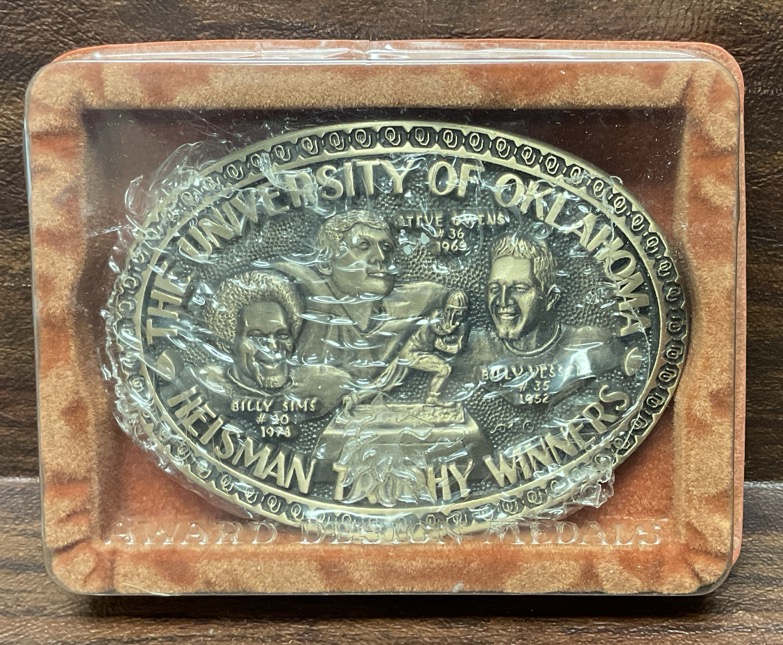 THE UNIVERSITY OF OKLAHOMA
STEVE OWENS
# 36
1969
BILLY SIMS
# 20
1978
BILLY VESSELS
# 35
1952
HEISMAN TROPHY WINNERS
AWARD DESIGN MEDALS